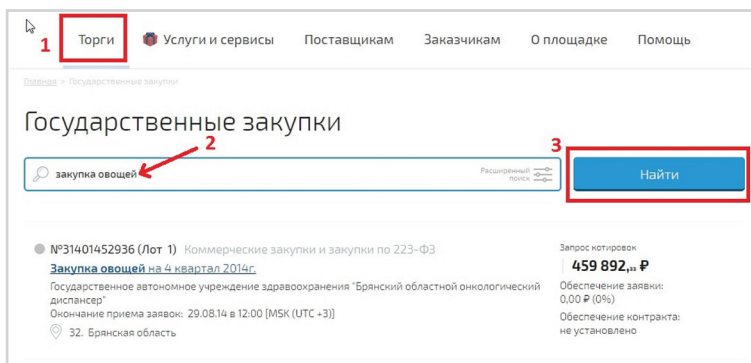 1 Торги Услуги и сервисы Поставщикам Заказчикам О площадке Помощь
Главная > Государственные закупки
Государственные закупки
2
3
закупка овощей
Расширенный
поиск
Найти
№31401452936 (Лот 1) Коммерческие закупки и закупки по 223-ФЗ
Закупка овощей на 4 квартал 2014г.
Государственное автономное учреждение здравоохранения "Брянский областной онкологический
диспансер"
Окончание приема заявок: 29.08.14 в 12:00 [MSK (UTC +3)]
32. Брянская область
Запрос котировок
459 892, ₽
Обеспечение заявки:
0,00 ₽ (0%)
Обеспечение контракта:
не установлено